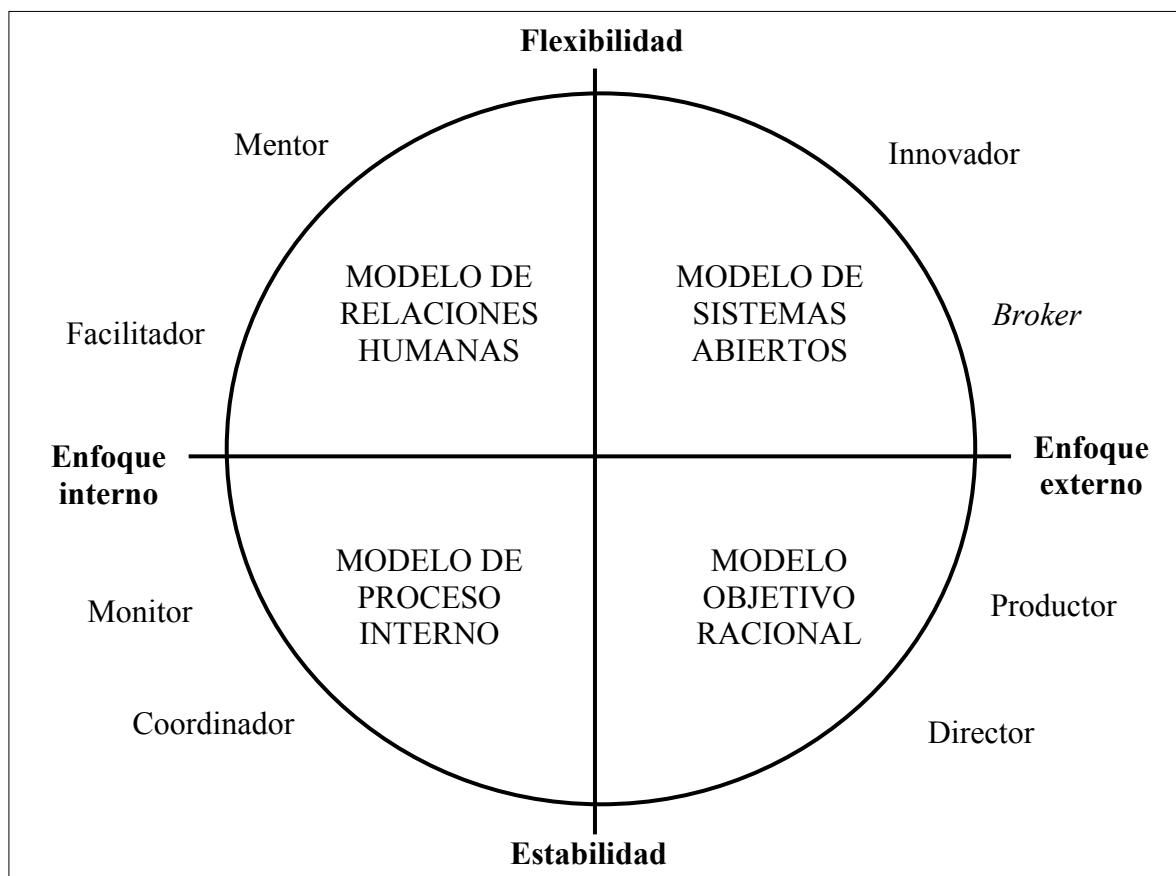 Flexibilidad
Mentor
Innovador
MODELO DE
RELACIONES
HUMANAS
MODELO DE
SISTEMAS
ABIERTOS
Facilitador
Broker
Enfoque
interno
Enfoque
externo
MODELO DE
PROCESO
INTERNO
MODELO
OBJETIVO
RACIONAL
Monitor
Productor
Coordinador
Director
Estabilidad